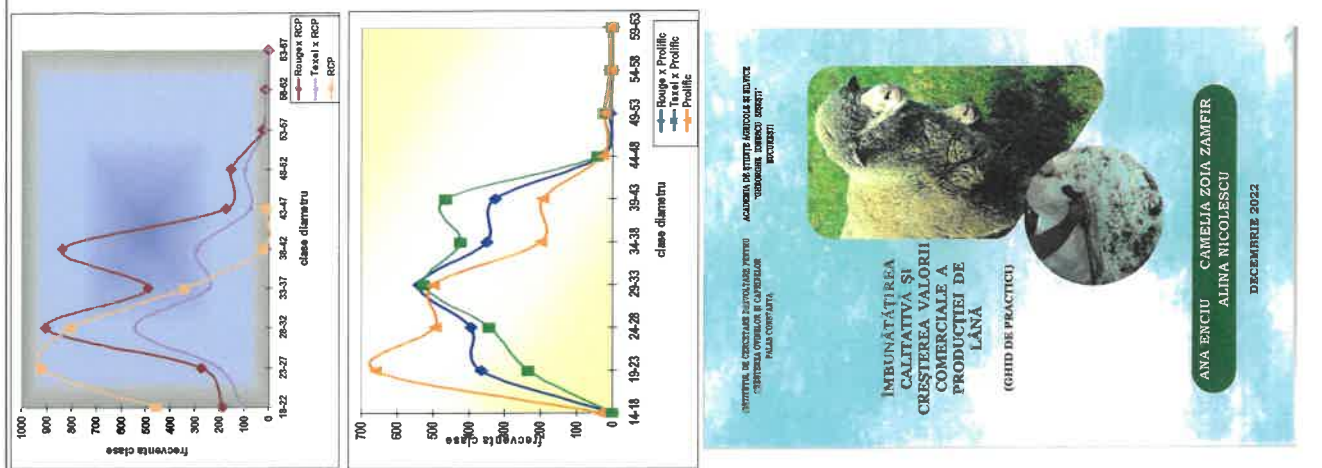 1000
900
800
700
600
500
400
300
200
100
0
frecventa clase
18-22
23-27
28-32
33-37
38-42
43-47
48-52
53-57
58-62
63-67
clase diametru
Rougex RCP
Texel x RCP
RCP
700
600
500
400
300
200
100
0
frecventa clase
14-18
19-23
24-28
29-33
34-38
39-43
44-48
49-53
54-58
59-63
clase diametru
Rouge x Prolific
Texel x Prolific
Prolific
INSTITUTUL DE CERCETARE DEZVOLTARE PENTRU
CREȘTEREA OVINELOR ȘI CAPRINELOR
PALAS CONSTANȚA
ACADEMIA DE ȘTIINȚE AGRICOLE ȘI SILVICE
"GHEORGHE IONESCU ȘIȘEȘTI"
BUCUREȘTI
ÎMBUNĂTĂȚIREA
CALITATIVĂ ȘI
CREȘTEREA VALORII
COMERCIALE A
PRODUCȚIEI DE
LÂNĂ
(GHID DE PRACTICI)
ANA ENCIU CAMELIA ZOIA ZAMFIR
ALINA NICOLESCU
DECEMBRIE 2022